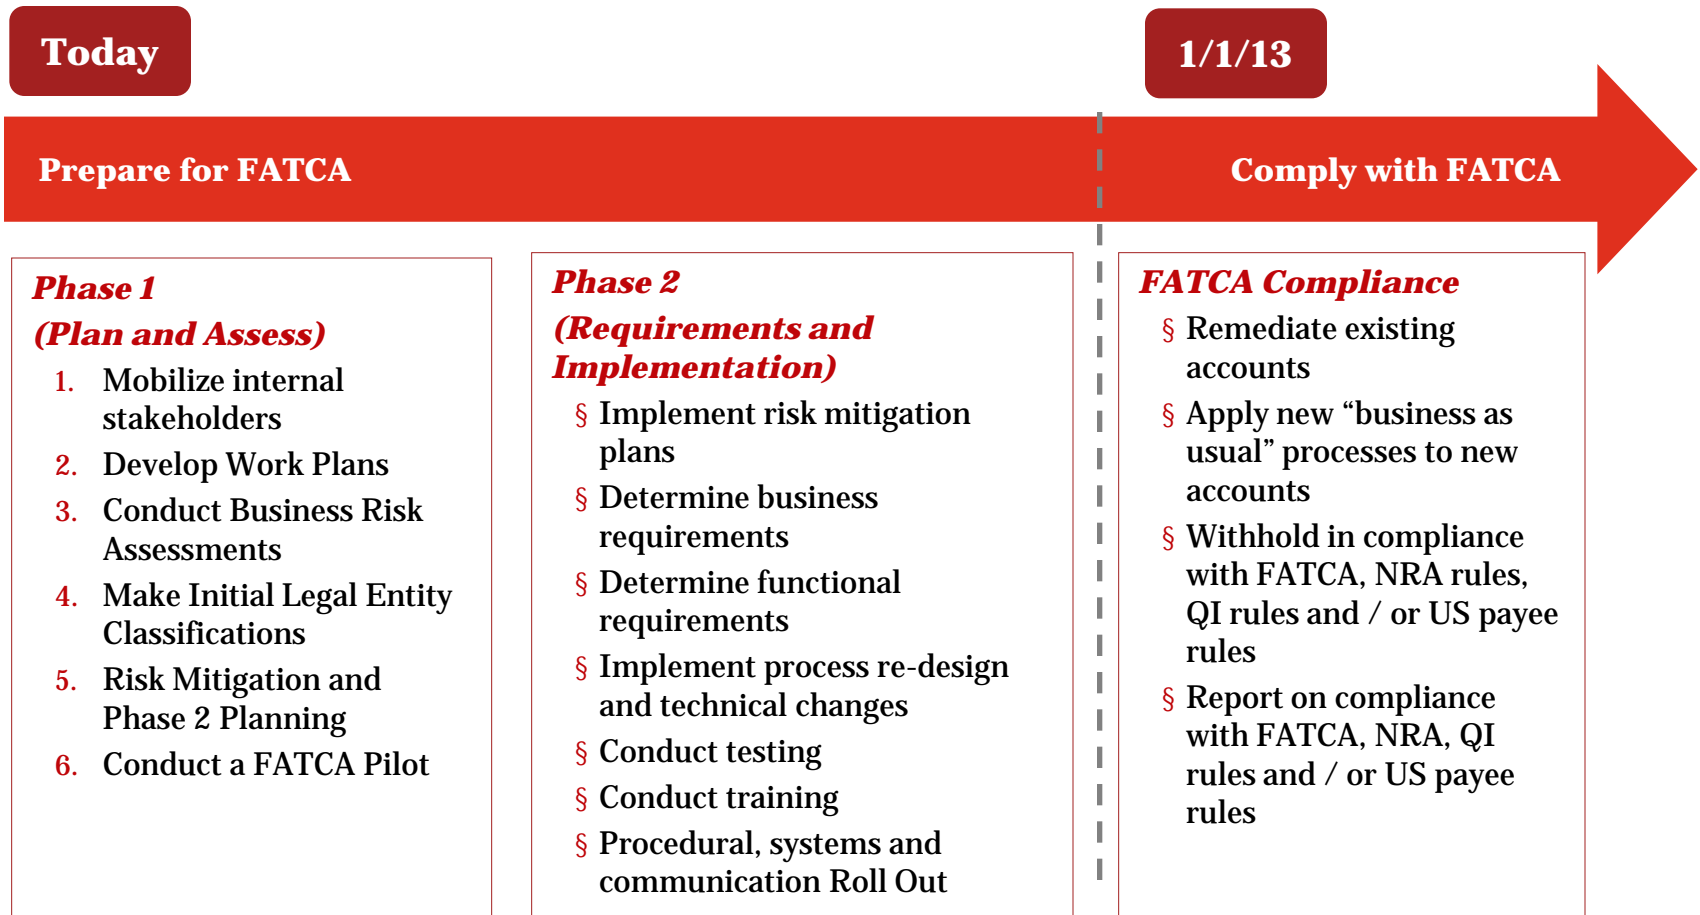 Today
1/1/13
Prepare for FATCA
Comply with FATCA
Phase 1
(Plan and Assess)
1. Mobilize internal
stakeholders
2. Develop Work Plans
3. Conduct Business Risk
Assessments
4. Make Initial Legal Entity
Classifications
5. Risk Mitigation and
Phase 2 Planning
6. Conduct a FATCA Pilot
Phase 2
(Requirements and
Implementation)
§ Implement risk mitigation
plans
§ Determine business
requirements
§ Determine functional
requirements
§ Implement process re-design
and technical changes
§ Conduct testing
§ Conduct training
§ Procedural, systems and
communication Roll Out
FATCA Compliance
§ Remediate existing
accounts
§ Apply new “business as
usual” processes to new
accounts
§ Withhold in compliance
with FATCA, NRA rules,
QI rules and / or US payee
rules
§ Report on compliance
with FATCA, NRA, QI
rules and / or US payee
rules